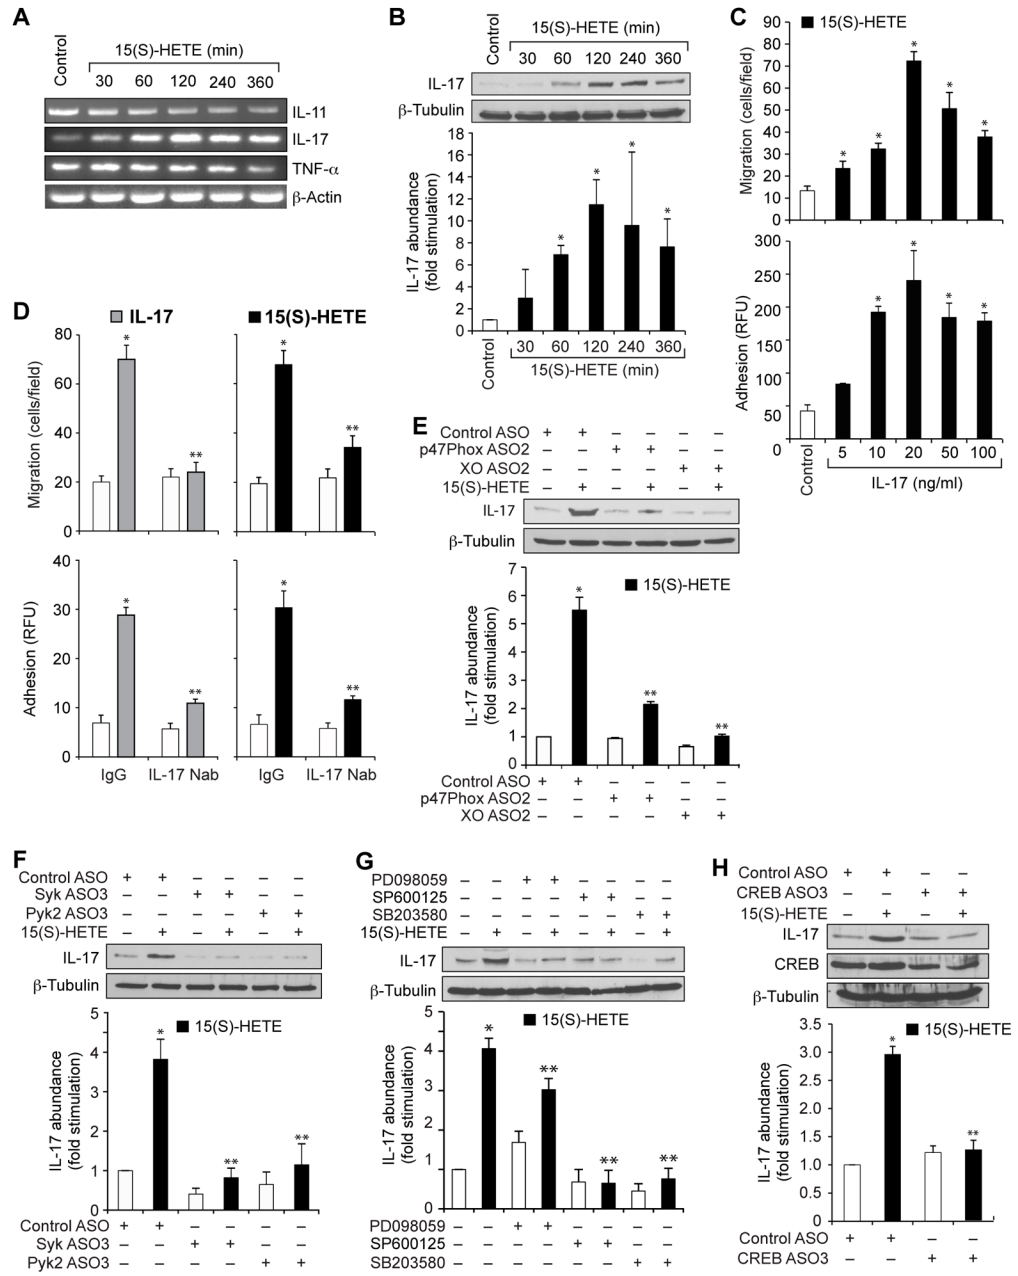 A
15(S)-HETE (min)
Control
30 60 120 240 360
IL-11
IL-17
TNF-α
β-Actin
B
15(S)-HETE (min)
Control
30 60 120 240 360
IL-17
β-Tubulin
IL-17 abundance
(fold stimulation)
18
16
14
12
10
8
6
4
2
0
* * * *
Control
30 60 120 240 360
15(S)-HETE (min)
C
15(S)-HETE
Migration (cells/field)
90
80
70
60
50
40
30
20
10
0
* * * * *
Adhesion (RFU)
300
250
200
150
100
50
0
* * * *
Control
5 10 20 50 100
IL-17 (ng/ml)
D
IL-17
15(S)-HETE
Migration (cells/field)
80
60
40
20
0
* ** * **
Adhesion (RFU)
40
30
20
10
0
* ** * **
IgG IL-17 Nab IgG IL-17 Nab
E
Control ASO + + – – – –
p47Phox ASO2 – – + + – –
XO ASO2 – – – – + +
15(S)-HETE – + – + – +
IL-17
β-Tubulin
15(S)-HETE
IL-17 abundance
(fold stimulation)
7
6
5
4
3
2
1
0
* ** **
Control ASO + + – – – –
p47Phox ASO2 – – + + – –
XO ASO2 – – – – + +
F
Control ASO + + – – – –
Syk ASO3 – – + + – –
Pyk2 ASO3 – – – – + +
15(S)-HETE – + – + – +
IL-17
β-Tubulin
15(S)-HETE
IL-17 abundance
(fold stimulation)
5
4
3
2
1
0
* ** **
Control ASO + + – – – –
Syk ASO3 – – + + – –
Pyk2 ASO3 – – – – + +
G
PD098059 – – + + – – – –
SP600125 – – – – + + – –
SB203580 – – – – – – + +
15(S)-HETE – + – + – + – +
IL-17
β-Tubulin
15(S)-HETE
IL-17 abundance
(fold stimulation)
5
4
3
2
1
0
* ** ** **
PD098059 – – + + – – – –
SP600125 – – – – + + – –
SB203580 – – – – – – + +
H
Control ASO + + – –
CREB ASO3 – – + +
15(S)-HETE – + – +
IL-17
CREB
β-Tubulin
15(S)-HETE
IL-17 abundance
(fold stimulation)
3.5
3.0
2.5
2.0
1.5
1.0
0.5
0
* **
Control ASO + + – –
CREB ASO3 – – + +